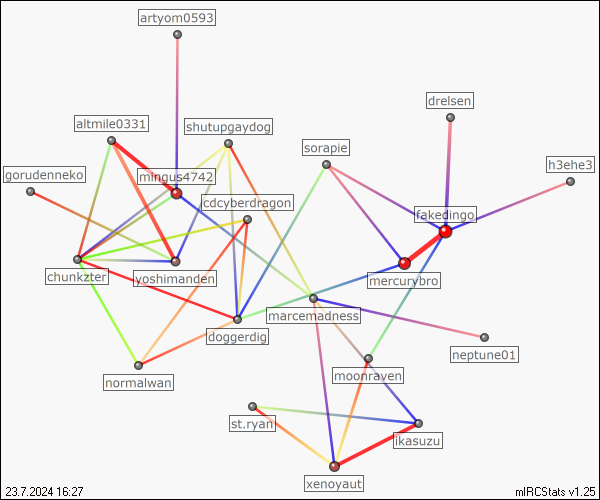 artyom0593
drelsen
altmile0331
shutupgaydog
sorapie
h3ehe3
gorudenneko
mingus4742
cdcyberdragon
fakedingo
chunkzter
yoshimanden
mercurybro
marcemadness
doggerdig
neptune01
normalwan
moonraven
st.ryan
ikasuzu
xenoyaut
23.7.2024 16:27
mIRCStats v1.25